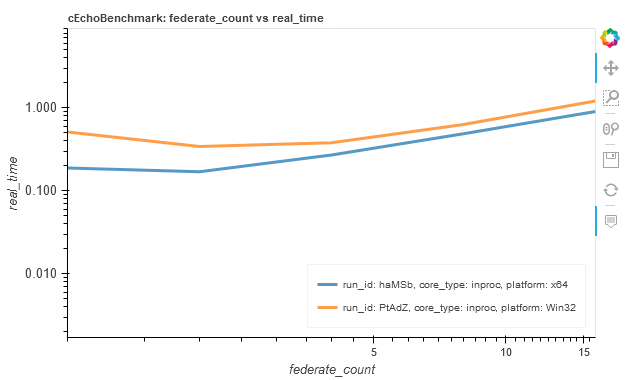 cEchoBenchmark: federate_count vs real_time
1.000
0.100
0.010
real_time
run_id: haMSb, core_type: inproc, platform: x64
run_id: PtAdZ, core_type: inproc, platform: Win32
5
10
15
federate_count